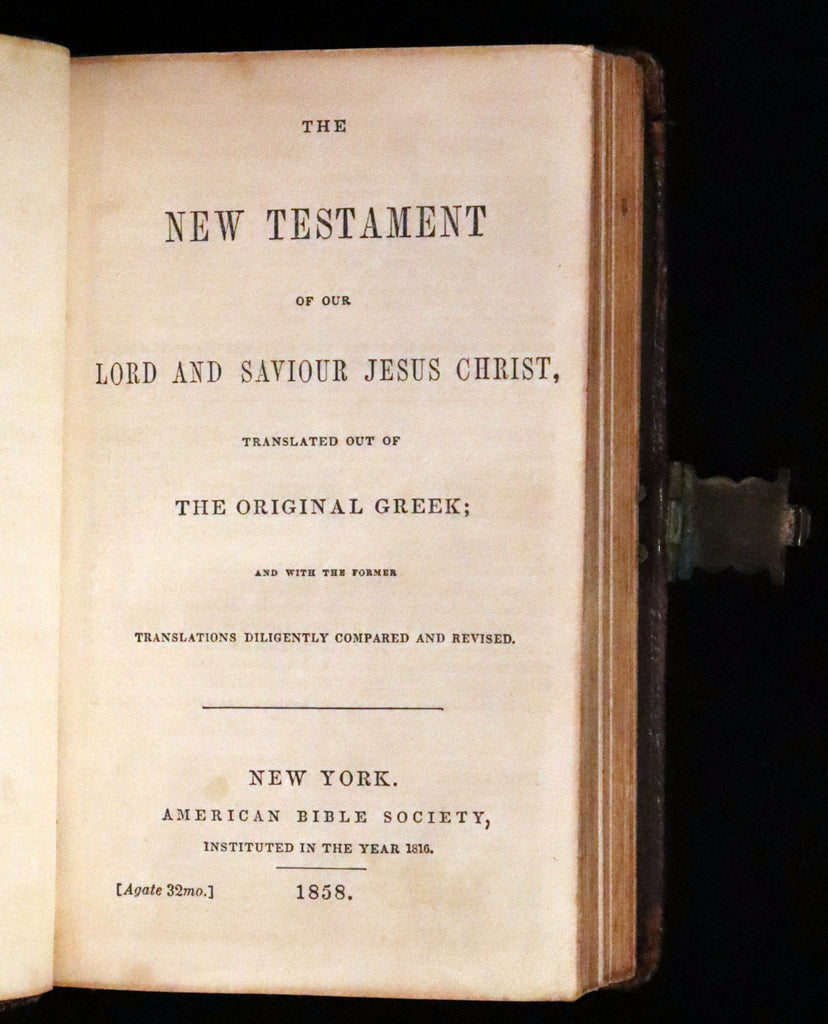 THE
NEW TESTAMENT
OF OUR
LORD AND SAVIOUR JESUS CHRIST,
TRANSLATED OUT OF
THE ORIGINAL GREEK;
AND WITH THE FORMER
TRANSLATIONS DILIGENTLY COMPARED AND REVISED.
NEW YORK.
AMERICAN BIBLE SOCIETY,
INSTITUTED IN THE YEAR 1816.
[Agate 32mo.] 1858.